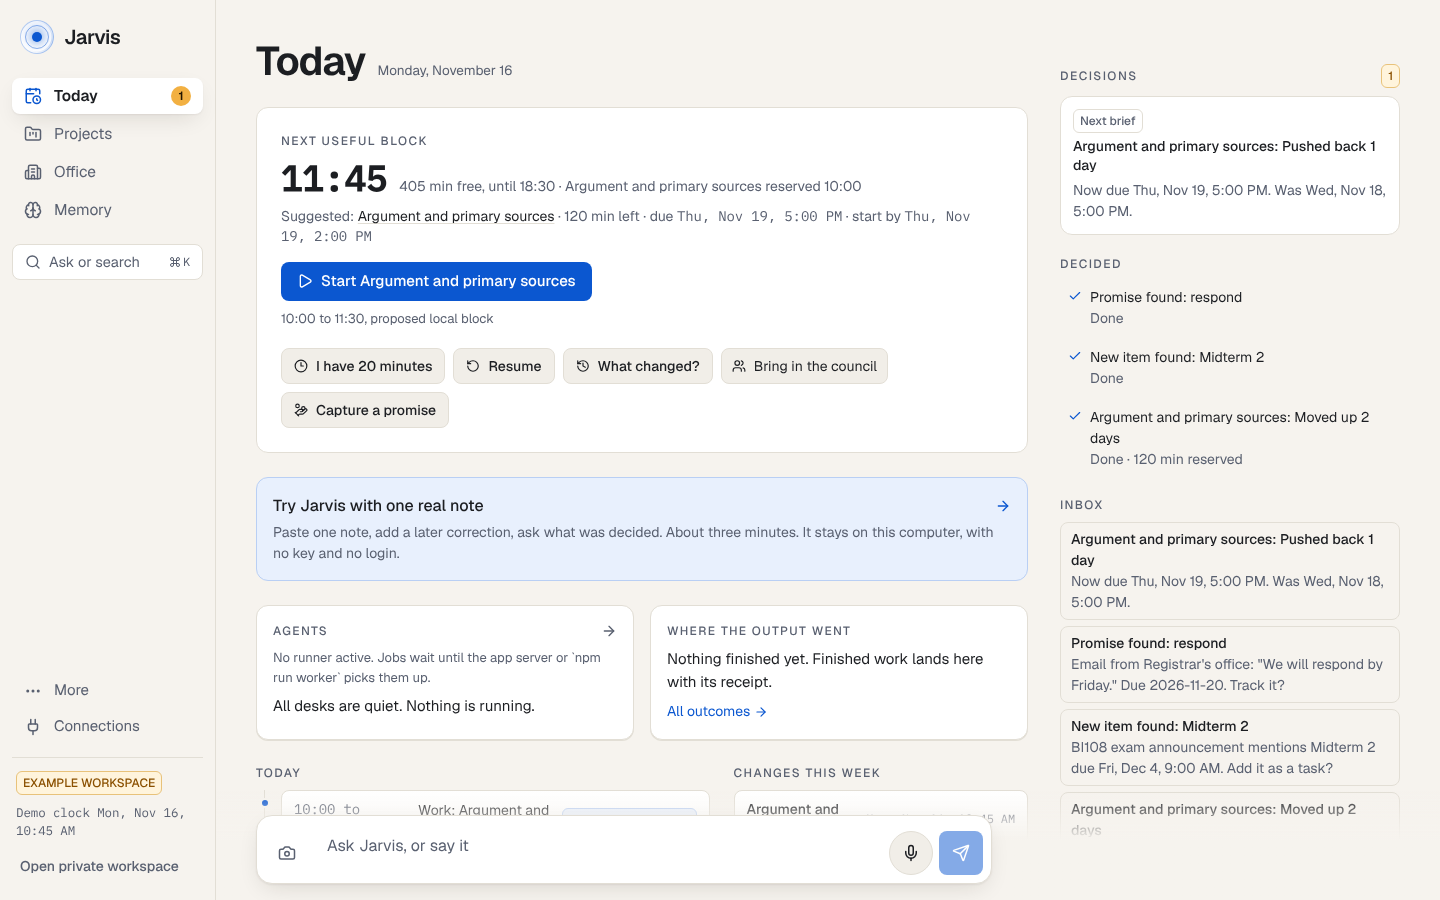 Jarvis
Today
1
Projects
Office
Memory
Ask or search
⌘ K
More
Connections
EXAMPLE WORKSPACE
Demo clock Mon, Nov 16,
10:45 AM
Open private workspace
Today
Monday, November 16
NEXT USEFUL BLOCK
11:45
405 min free, until 18:30 · Argument and primary sources reserved 10:00
Suggested: Argument and primary sources · 120 min left · due Thu, Nov 19, 5:00 PM · start by Thu, Nov
19, 2:00 PM
Start Argument and primary sources
10:00 to 11:30, proposed local block
I have 20 minutes
Resume
What changed?
Bring in the council
Capture a promise
Try Jarvis with one real note
Paste one note, add a later correction, ask what was decided. About three minutes. It stays on this computer, with
no key and no login.
AGENTS
No runner active. Jobs wait until the app server or `npm
run worker` picks them up.
All desks are quiet. Nothing is running.
WHERE THE OUTPUT WENT
Nothing finished yet. Finished work lands here
with its receipt.
All outcomes
TODAY
10:00 to
Work: Argument and
CHANGES THIS WEEK
Argument and
AM
Ask Jarvis, or say it
DECISIONS
1
Next brief
Argument and primary sources: Pushed back 1
day
Now due Thu, Nov 19, 5:00 PM. Was Wed, Nov 18,
5:00 PM.
DECIDED
Promise found: respond
Done
New item found: Midterm 2
Done
Argument and primary sources: Moved up 2
days
Done · 120 min reserved
INBOX
Argument and primary sources: Pushed back 1
day
Now due Thu, Nov 19, 5:00 PM. Was Wed, Nov 18,
5:00 PM.
Promise found: respond
Email from Registrar's office: "We will respond by
Friday." Due 2026-11-20. Track it?
New item found: Midterm 2
BI108 exam announcement mentions Midterm 2
due Fri, Dec 4, 9:00 AM. Add it as a task?
Argument and primary sources: Moved up 2
days